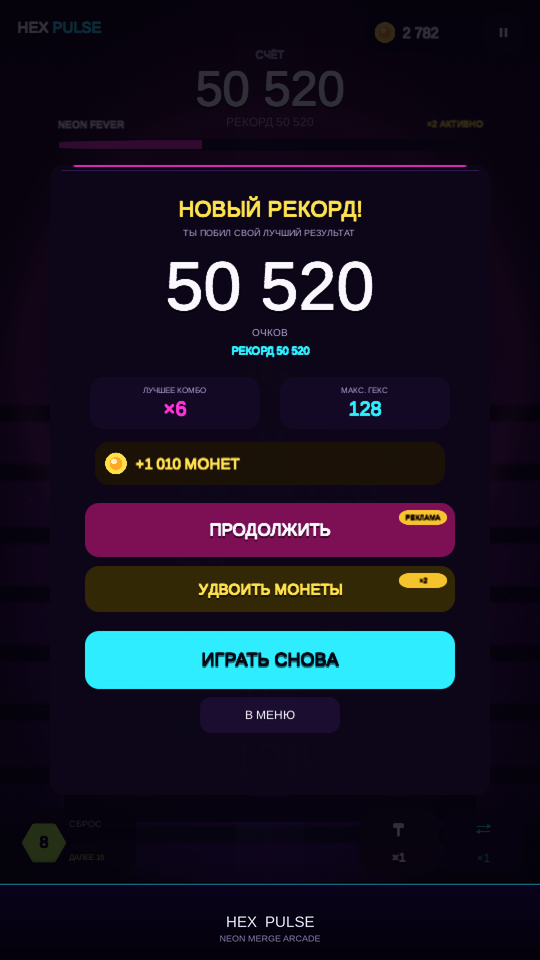 HEX PULSE
2 782
СЧЁТ
50 520
РЕКОРД 50 520
NEON FEVER
×2 АКТИВНО
НОВЫЙ РЕКОРД!
ТЫ ПОБИЛ СВОЙ ЛУЧШИЙ РЕЗУЛЬТАТ
50 520
ОЧКОВ
РЕКОРД 50 520
ЛУЧШЕЕ КОМБО
×6
МАКС. ГЕКС
128
+1 010 МОНЕТ
ПРОДОЛЖИТЬ
РЕКЛАМА
УДВОИТЬ МОНЕТЫ
×2
ИГРАТЬ СНОВА
В МЕНЮ
8
СБРОС
ДАЛЕЕ 16
×1
×1
HEX PULSE
NEON MERGE ARCADE